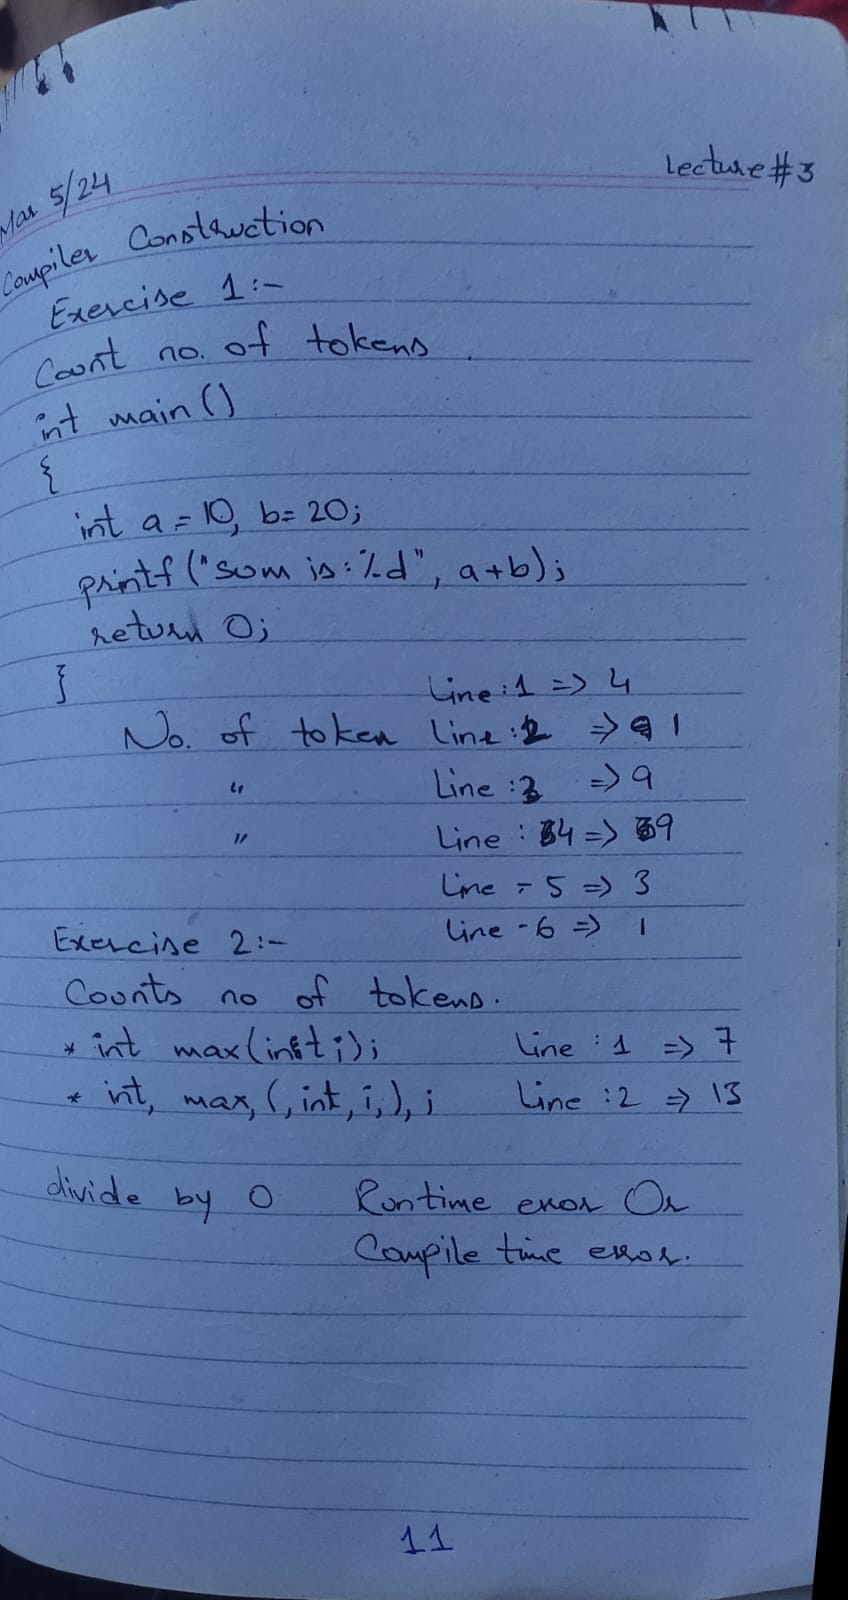 Lecture #3
Mar 5/24
Compiler Construction
Exercise 1:-
Count no. of tokens
int main ()
{
int a = 10, b= 20;
printf ("sum is: %d", a+b);
return 0;
}
Line:1 => 4
No. of token Line:2 => 1
" Line:3 => 9
" Line:4 => 9
Line - 5 => 3
Line - 6 => 1
Exercise 2:-
Counts no of tokens.
* int max(int i); Line:1 => 7
* int, max, (, int, i, ), ; Line:2 => 13
divide by 0 Runtime error Or
Compile time error.
11